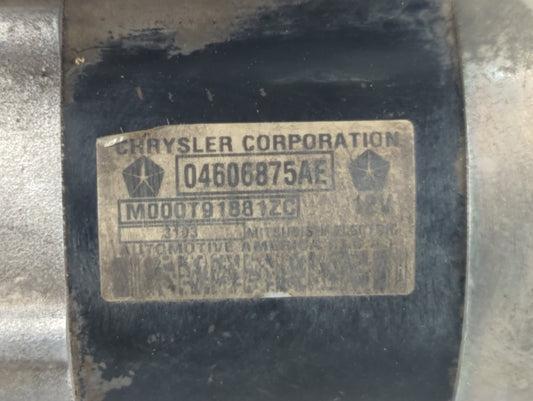 CHRYSLER CORPORATION
04606875AE
M000T91881ZC 12V
3193 MITSUBISHI ELECTRIC
AUTOMOTIVE AMERICA